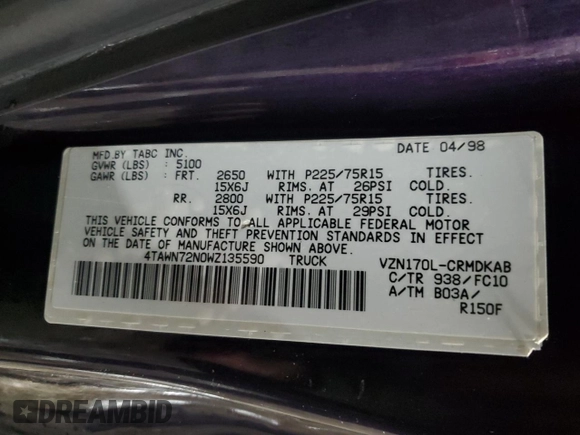 MFD BY TABC INC. DATE 04/98
GVWR (LBS) : 5100
GAWR (LBS) : FRT. 2650 WITH P225/75R15 TIRES.
15X6J RIMS. AT 26PSI COLD.
RR. 2800 WITH P225/75R15 TIRES.
15X6J RIMS. AT 29PSI COLD.
THIS VEHICLE CONFORMS TO ALL APPLICABLE FEDERAL MOTOR
VEHICLE SAFETY AND THEFT PREVENTION STANDARDS IN EFFECT
ON THE DATE OF MANUFACTURE SHOWN ABOVE.
4TAWN72N0WZ135590 TRUCK VZN170L-CRMDKAB
C/TR 938/FC10
A/TM B03A/
R150F
DREAMBID